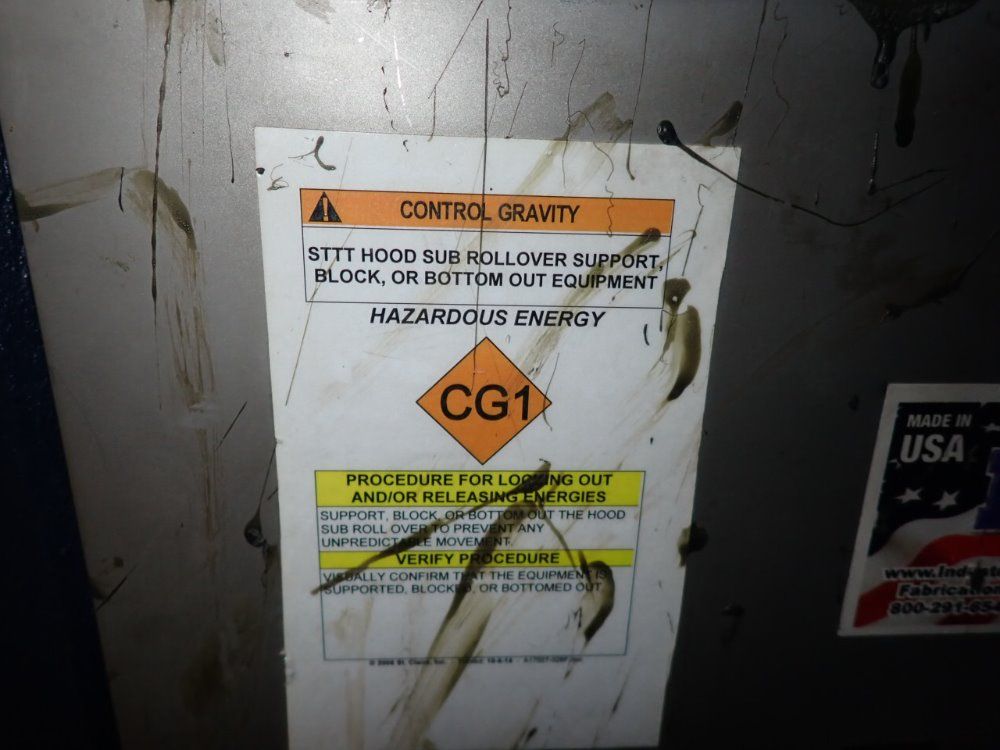 CONTROL GRAVITY
STTT HOOD SUB ROLLOVER SUPPORT,
BLOCK, OR BOTTOM OUT EQUIPMENT
HAZARDOUS ENERGY
CG1
PROCEDURE FOR LOCKING OUT
AND/OR RELEASING ENERGIES
SUPPORT, BLOCK, OR BOTTOM OUT THE HOOD
SUB ROLL OVER TO PREVENT ANY
UNPREDICTABLE MOVEMENT.
VERIFY PROCEDURE
VISUALLY CONFIRM THAT THE EQUIPMENT IS
SUPPORTED, BLOCKED, OR BOTTOMED OUT.
MADE IN
USA
800-291-